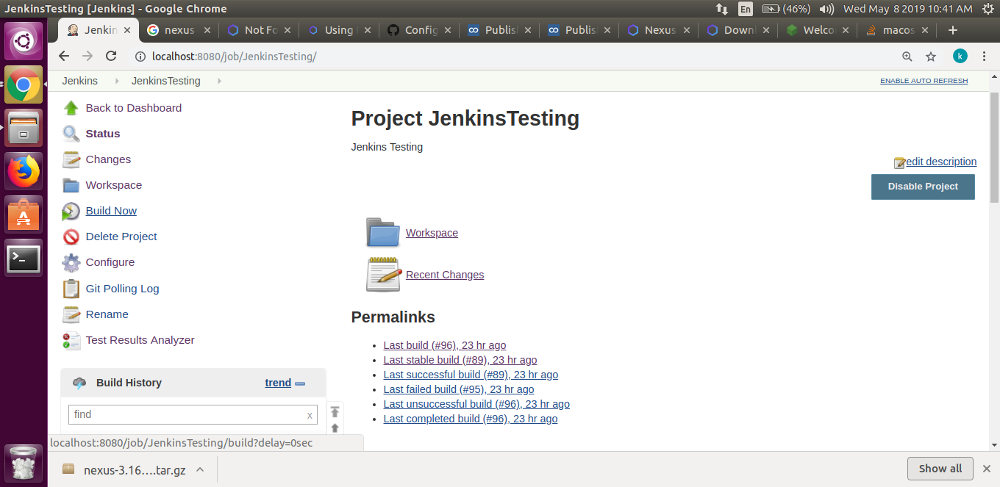 JenkinsTesting [Jenkins] - Google Chrome
En
(46%)
Wed May 8 2019 10:41 AM
Jenkin
nexus
Not Fo
Using
Config
Publis
Publis
Nexus
Downl
Welco
macos
localhost:8080/job/JenkinsTesting/
k
Jenkins
JenkinsTesting
ENABLE AUTO REFRESH
Back to Dashboard
Status
Changes
Workspace
Build Now
Delete Project
Configure
Git Polling Log
Rename
Test Results Analyzer
Build History
trend
find
x
Project JenkinsTesting
Jenkins Testing
edit description
Disable Project
Workspace
Recent Changes
Permalinks
• Last build (#96), 23 hr ago
• Last stable build (#89), 23 hr ago
• Last successful build (#89), 23 hr ago
• Last failed build (#95), 23 hr ago
• Last unsuccessful build (#96), 23 hr ago
• Last completed build (#96), 23 hr ago
localhost:8080/job/JenkinsTesting/build?delay=0sec
nexus-3.16....tar.gz
Show all